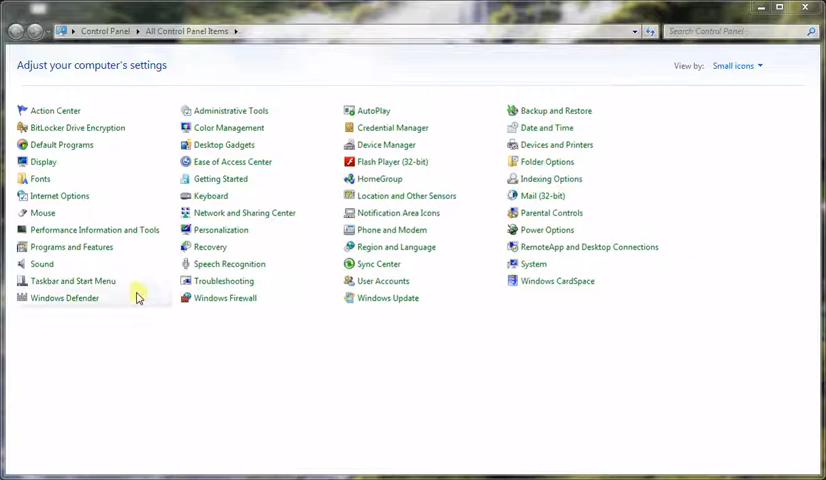 Control Panel ▸ All Control Panel Items ▸
Search Control Panel
Adjust your computer's settings
View by: Small icons
Action Center
Administrative Tools
AutoPlay
Backup and Restore
BitLocker Drive Encryption
Color Management
Credential Manager
Date and Time
Default Programs
Desktop Gadgets
Device Manager
Devices and Printers
Display
Ease of Access Center
Flash Player (32-bit)
Folder Options
Fonts
Getting Started
HomeGroup
Indexing Options
Internet Options
Keyboard
Location and Other Sensors
Mail (32-bit)
Mouse
Network and Sharing Center
Notification Area Icons
Parental Controls
Performance Information and Tools
Personalization
Phone and Modem
Power Options
Programs and Features
Recovery
Region and Language
RemoteApp and Desktop Connections
Sound
Speech Recognition
Sync Center
System
Taskbar and Start Menu
Troubleshooting
User Accounts
Windows CardSpace
Windows Defender
Windows Firewall
Windows Update